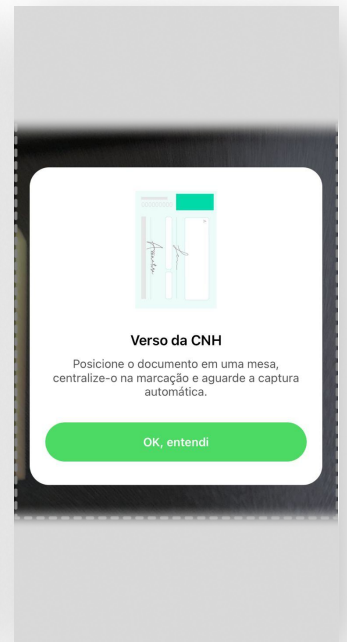 Verso da CNH
Posicione o documento em uma mesa,
centralize-o na marcação e aguarde a captura
automática.
OK, entendi